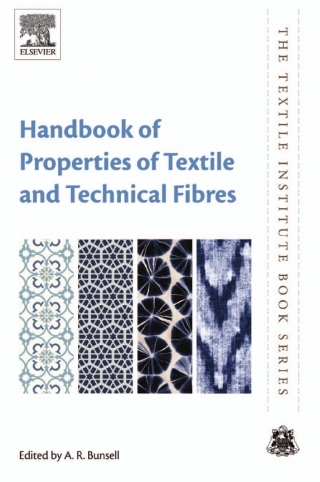 ELSEVIER
Handbook of
Properties of Textile
and Technical Fibres
THE TEXTILE INSTITUTE BOOK SERIES
Edited by A. R. Bunsell